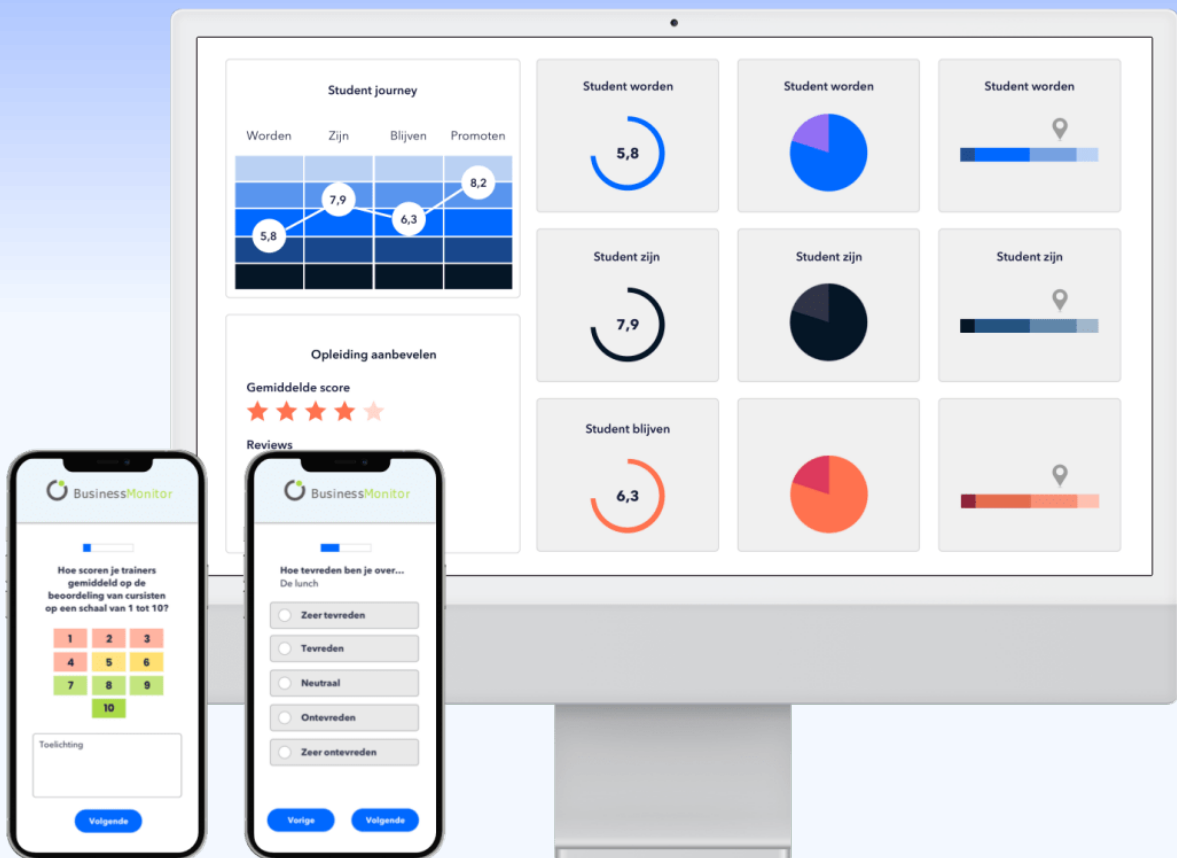 Student journey
Worden Zijn Blijven Promoten
5,8
7,9
6,3
8,2
Opleiding aanbevelen
Gemiddelde score
Reviews
Student worden
5,8
Student worden
Student worden
Student zijn
7,9
Student zijn
Student zijn
Student blijven
6,3
BusinessMonitor
Hoe scoren je trainers
gemiddeld op de
beoordeling van cursisten
op een schaal van 1 tot 10?
1 2 3
4 5 6
7 8 9
10
Toelichting
Volgende
BusinessMonitor
Hoe tevreden ben je over...
De lunch
Zeer tevreden
Tevreden
Neutraal
Ontevreden
Zeer ontevreden
Vorige Volgende